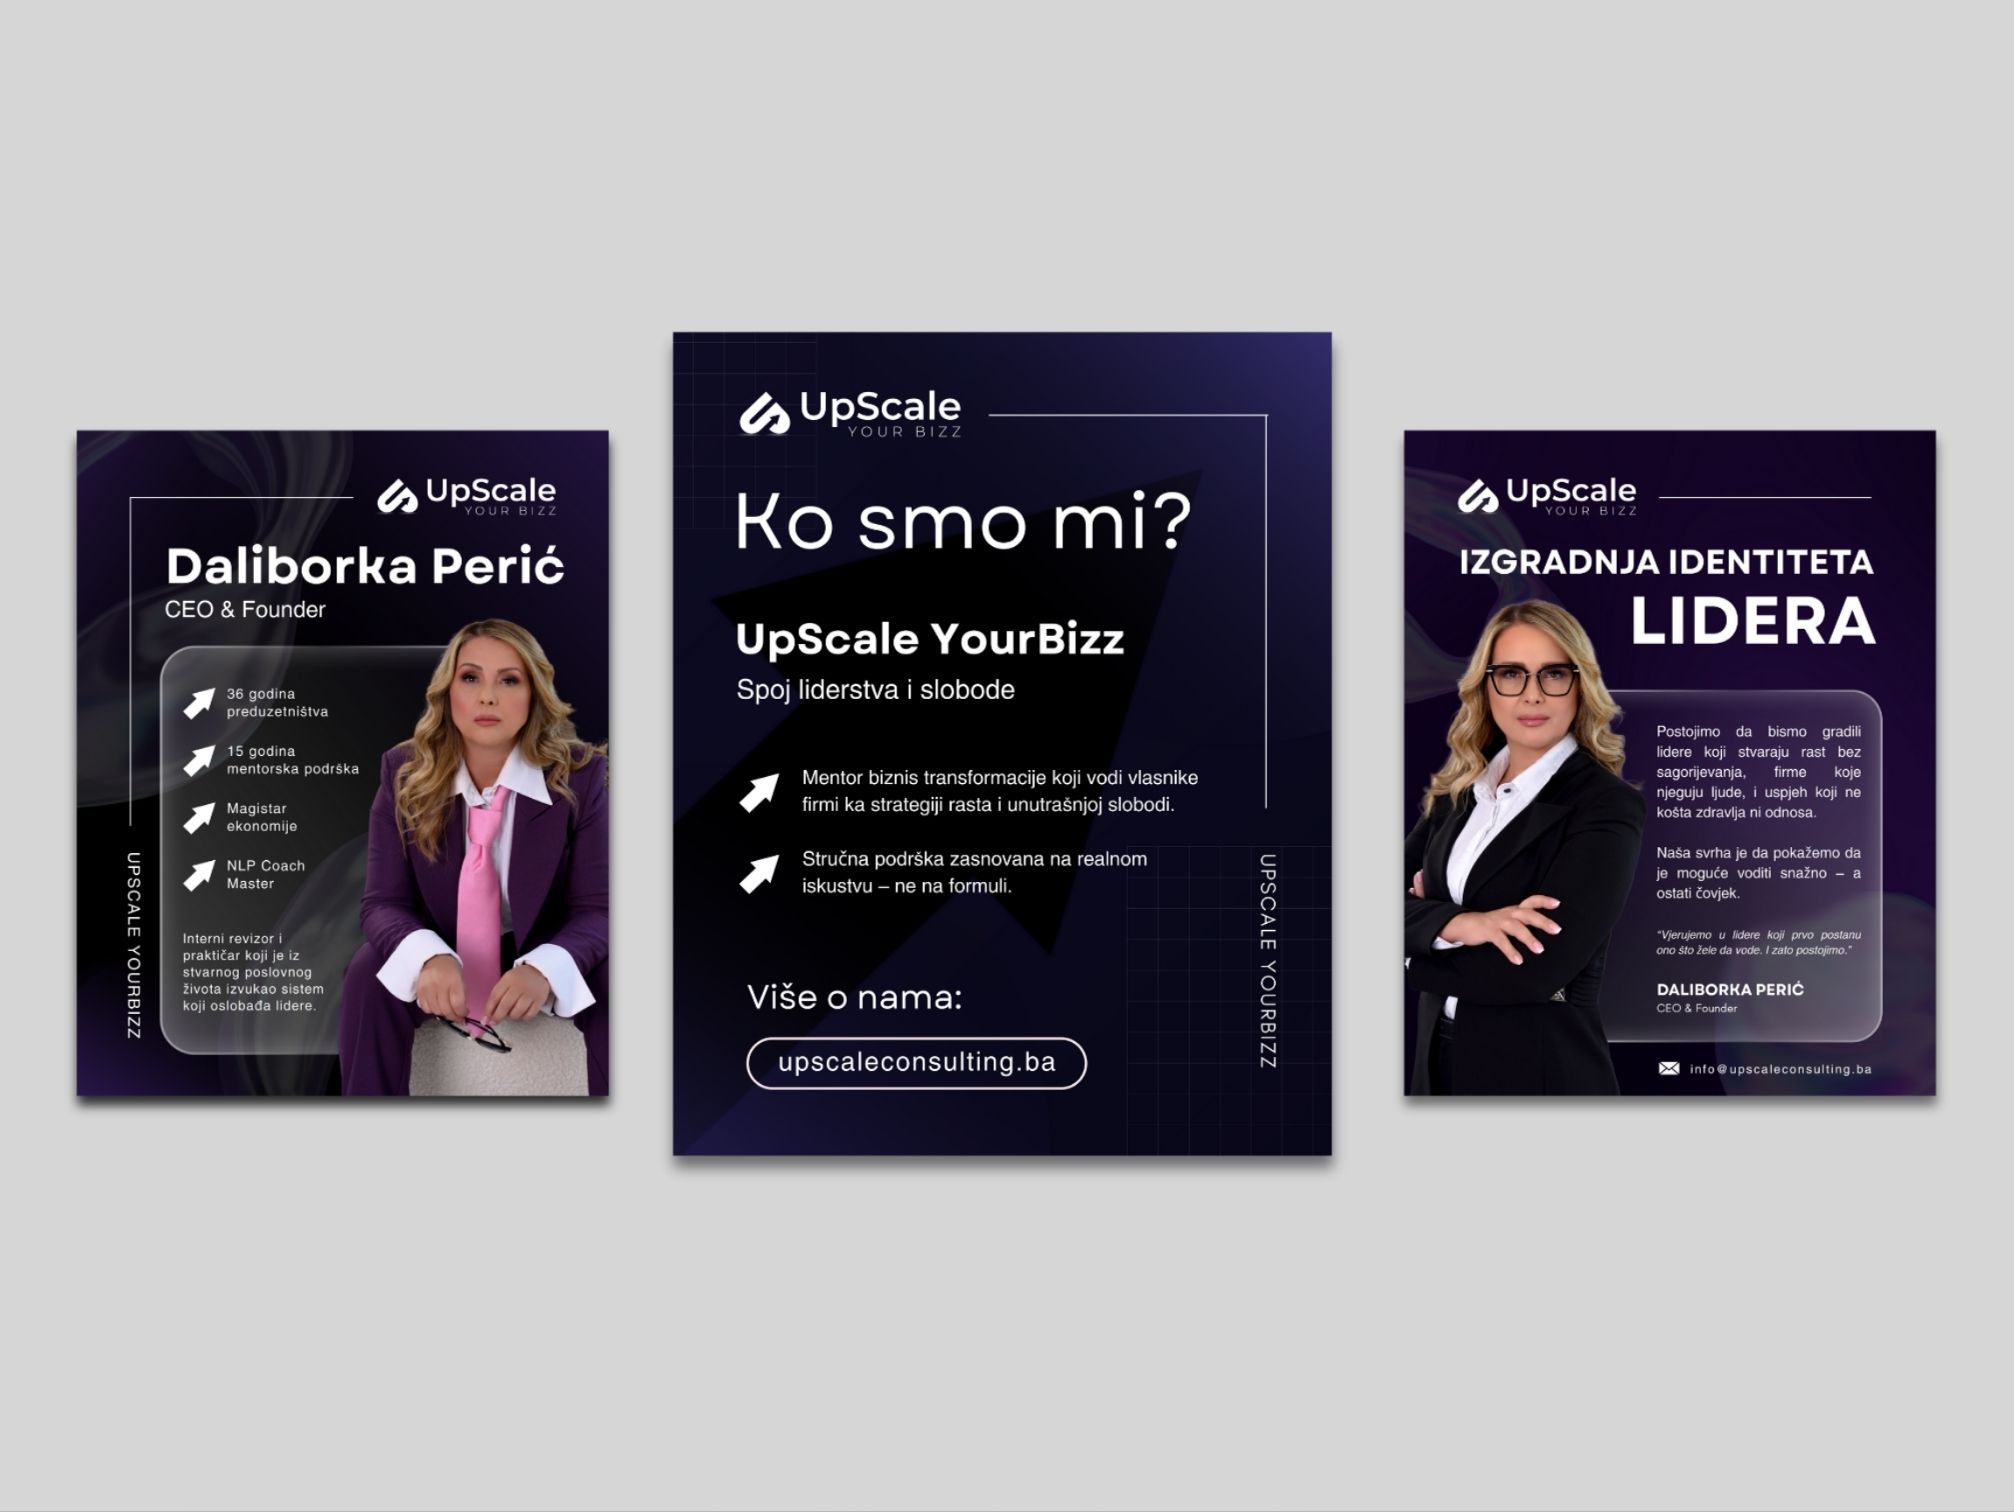 UpScale
YOUR BIZZ
Daliborka Perić
CEO & Founder
36 godina
preduzetništva
15 godina
mentorska podrška
Magistar
ekonomije
NLP Coach
Master
Interni revizor i
praktičar koji je iz
stvarnog poslovnog
života izvukao sistem
koji oslobađa lidere.
UPSCALE YOURBIZZ
UpScale
YOUR BIZZ
Ko smo mi?
UpScale YourBizz
Spoj liderstva i slobode
Mentor biznis transformacije koji vodi vlasnike
firmi ka strategiji rasta i unutrašnjoj slobodi.
Stručna podrška zasnovana na realnom
iskustvu – ne na formuli.
Više o nama:
upscaleconsulting.ba
UPSCALE YOURBIZZ
UpScale
YOUR BIZZ
IZGRADNJA IDENTITETA
LIDERA
Postojimo da bismo gradili
lidere koji stvaraju rast bez
sagorijevanja, firme koje
njeguju ljude, i uspjeh koji ne
košta zdravlja ni odnosa.
Naša svrha je da pokažemo da
je moguće voditi snažno – a
ostati čovjek.
"Vjerujemo u lidere koji prvo postanu
ono što žele da vode. I zato postojimo."
DALIBORKA PERIĆ
CEO & Founder
info@upscaleconsulting.ba